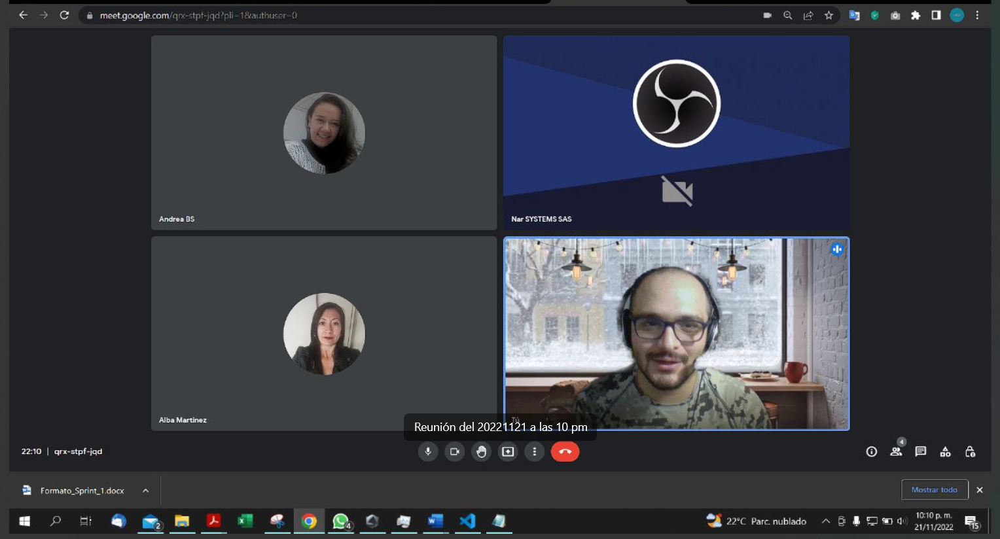 meet.google.com/qrx-stpf-jqd?pli=1&authuser=0
Andrea BS
Nar SYSTEMS SAS
Alba Martinez
Tú
Reunión del 20221121 a las 10 pm
22:10 | qrx-stpf-jqd
4
Formato_Sprint_1.docx
Mostrar todo
2
4
22°C Parc. nublado
10:10 p. m.
21/11/2022
15